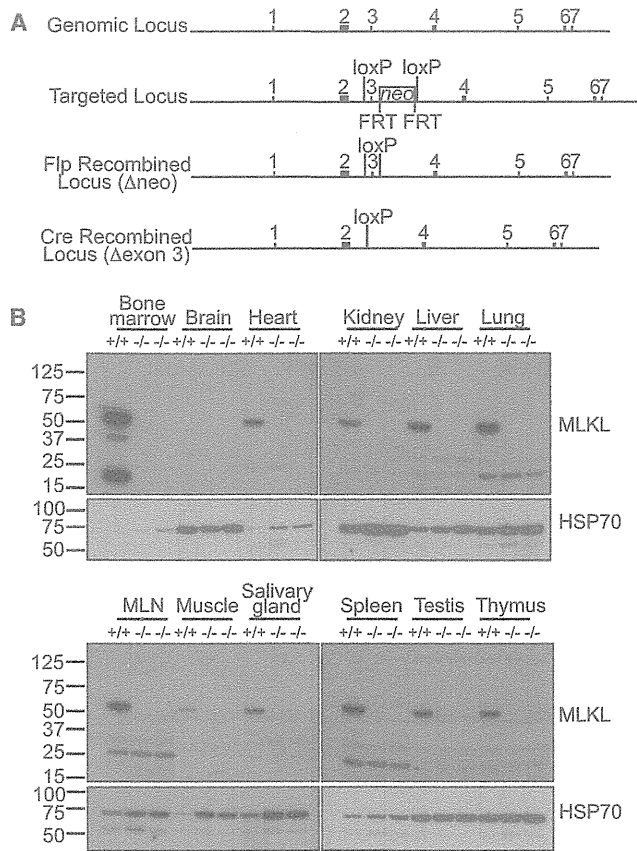 A
Genomic Locus
1 2 3 4 5 67
loxP loxP
Targeted Locus
1 2 3 neo 4 5 67
FRT FRT
loxP
Flp Recombined
Locus (Δneo)
1 2 3 4 5 67
loxP
Cre Recombined
Locus (Δexon 3)
1 2 4 5 67
B
Bone
marrow Brain Heart Kidney Liver Lung
+/+ -/- -/- +/+ -/- -/- +/+ -/- -/- +/+ -/- -/- +/+ -/- -/- +/+ -/- -/-
125
75
50
37
25
15
MLKL
100
75
50
HSP70
MLN Muscle Salivary
gland Spleen Testis Thymus
+/+ -/- -/- +/+ -/- -/- +/+ -/- -/- +/+ -/- -/- +/+ -/- -/- +/+ -/- -/-
125
75
50
37
25
15
MLKL
100
75
50
HSP70